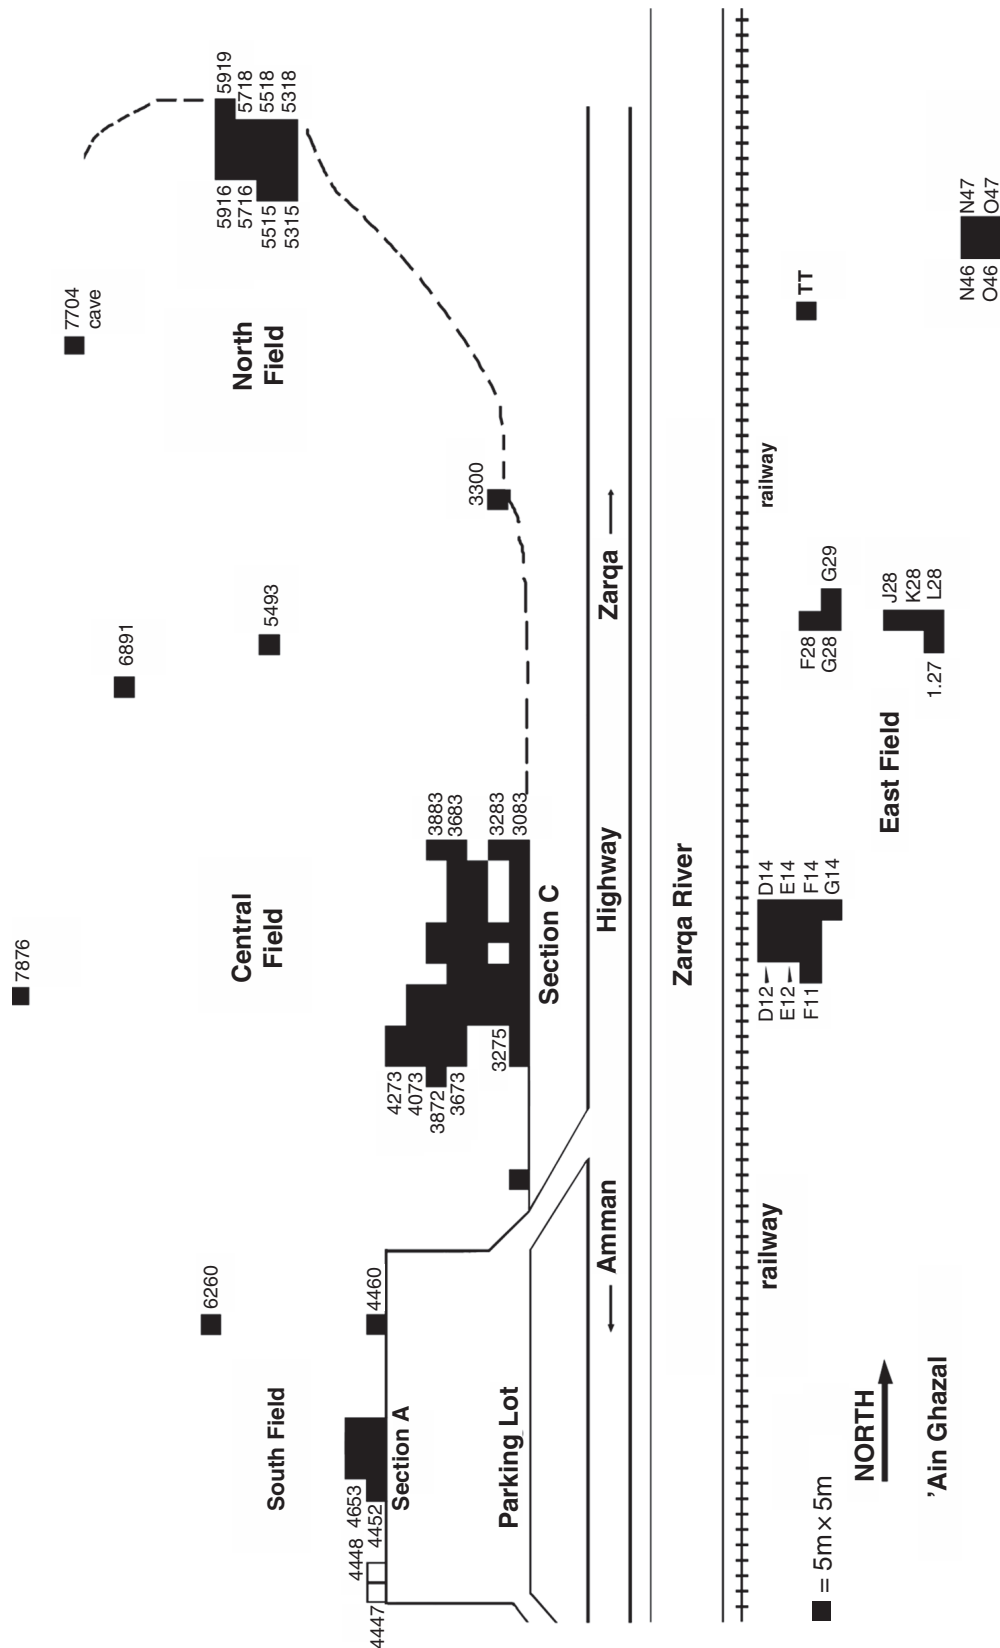 5919
5718
5518
5318
5916
5716
5515
5315
7704
cave
North
Field
3300
5493
6891
7876
Central
Field
3883
3683
3283
3083
4273
4073
3872
3673
3275
Section C
6260
4460
South Field
4653
4452
4448
4447
Section A
Parking Lot
Zarqa
Highway
Amman
Zarqa River
railway
railway
TT
N47
O47
N46
O46
G29
F28
G28
J28
K28
L28
1.27
East Field
D14
E14
F14
G14
D12
E12
F11
NORTH
'Ain Ghazal
= 5m × 5m